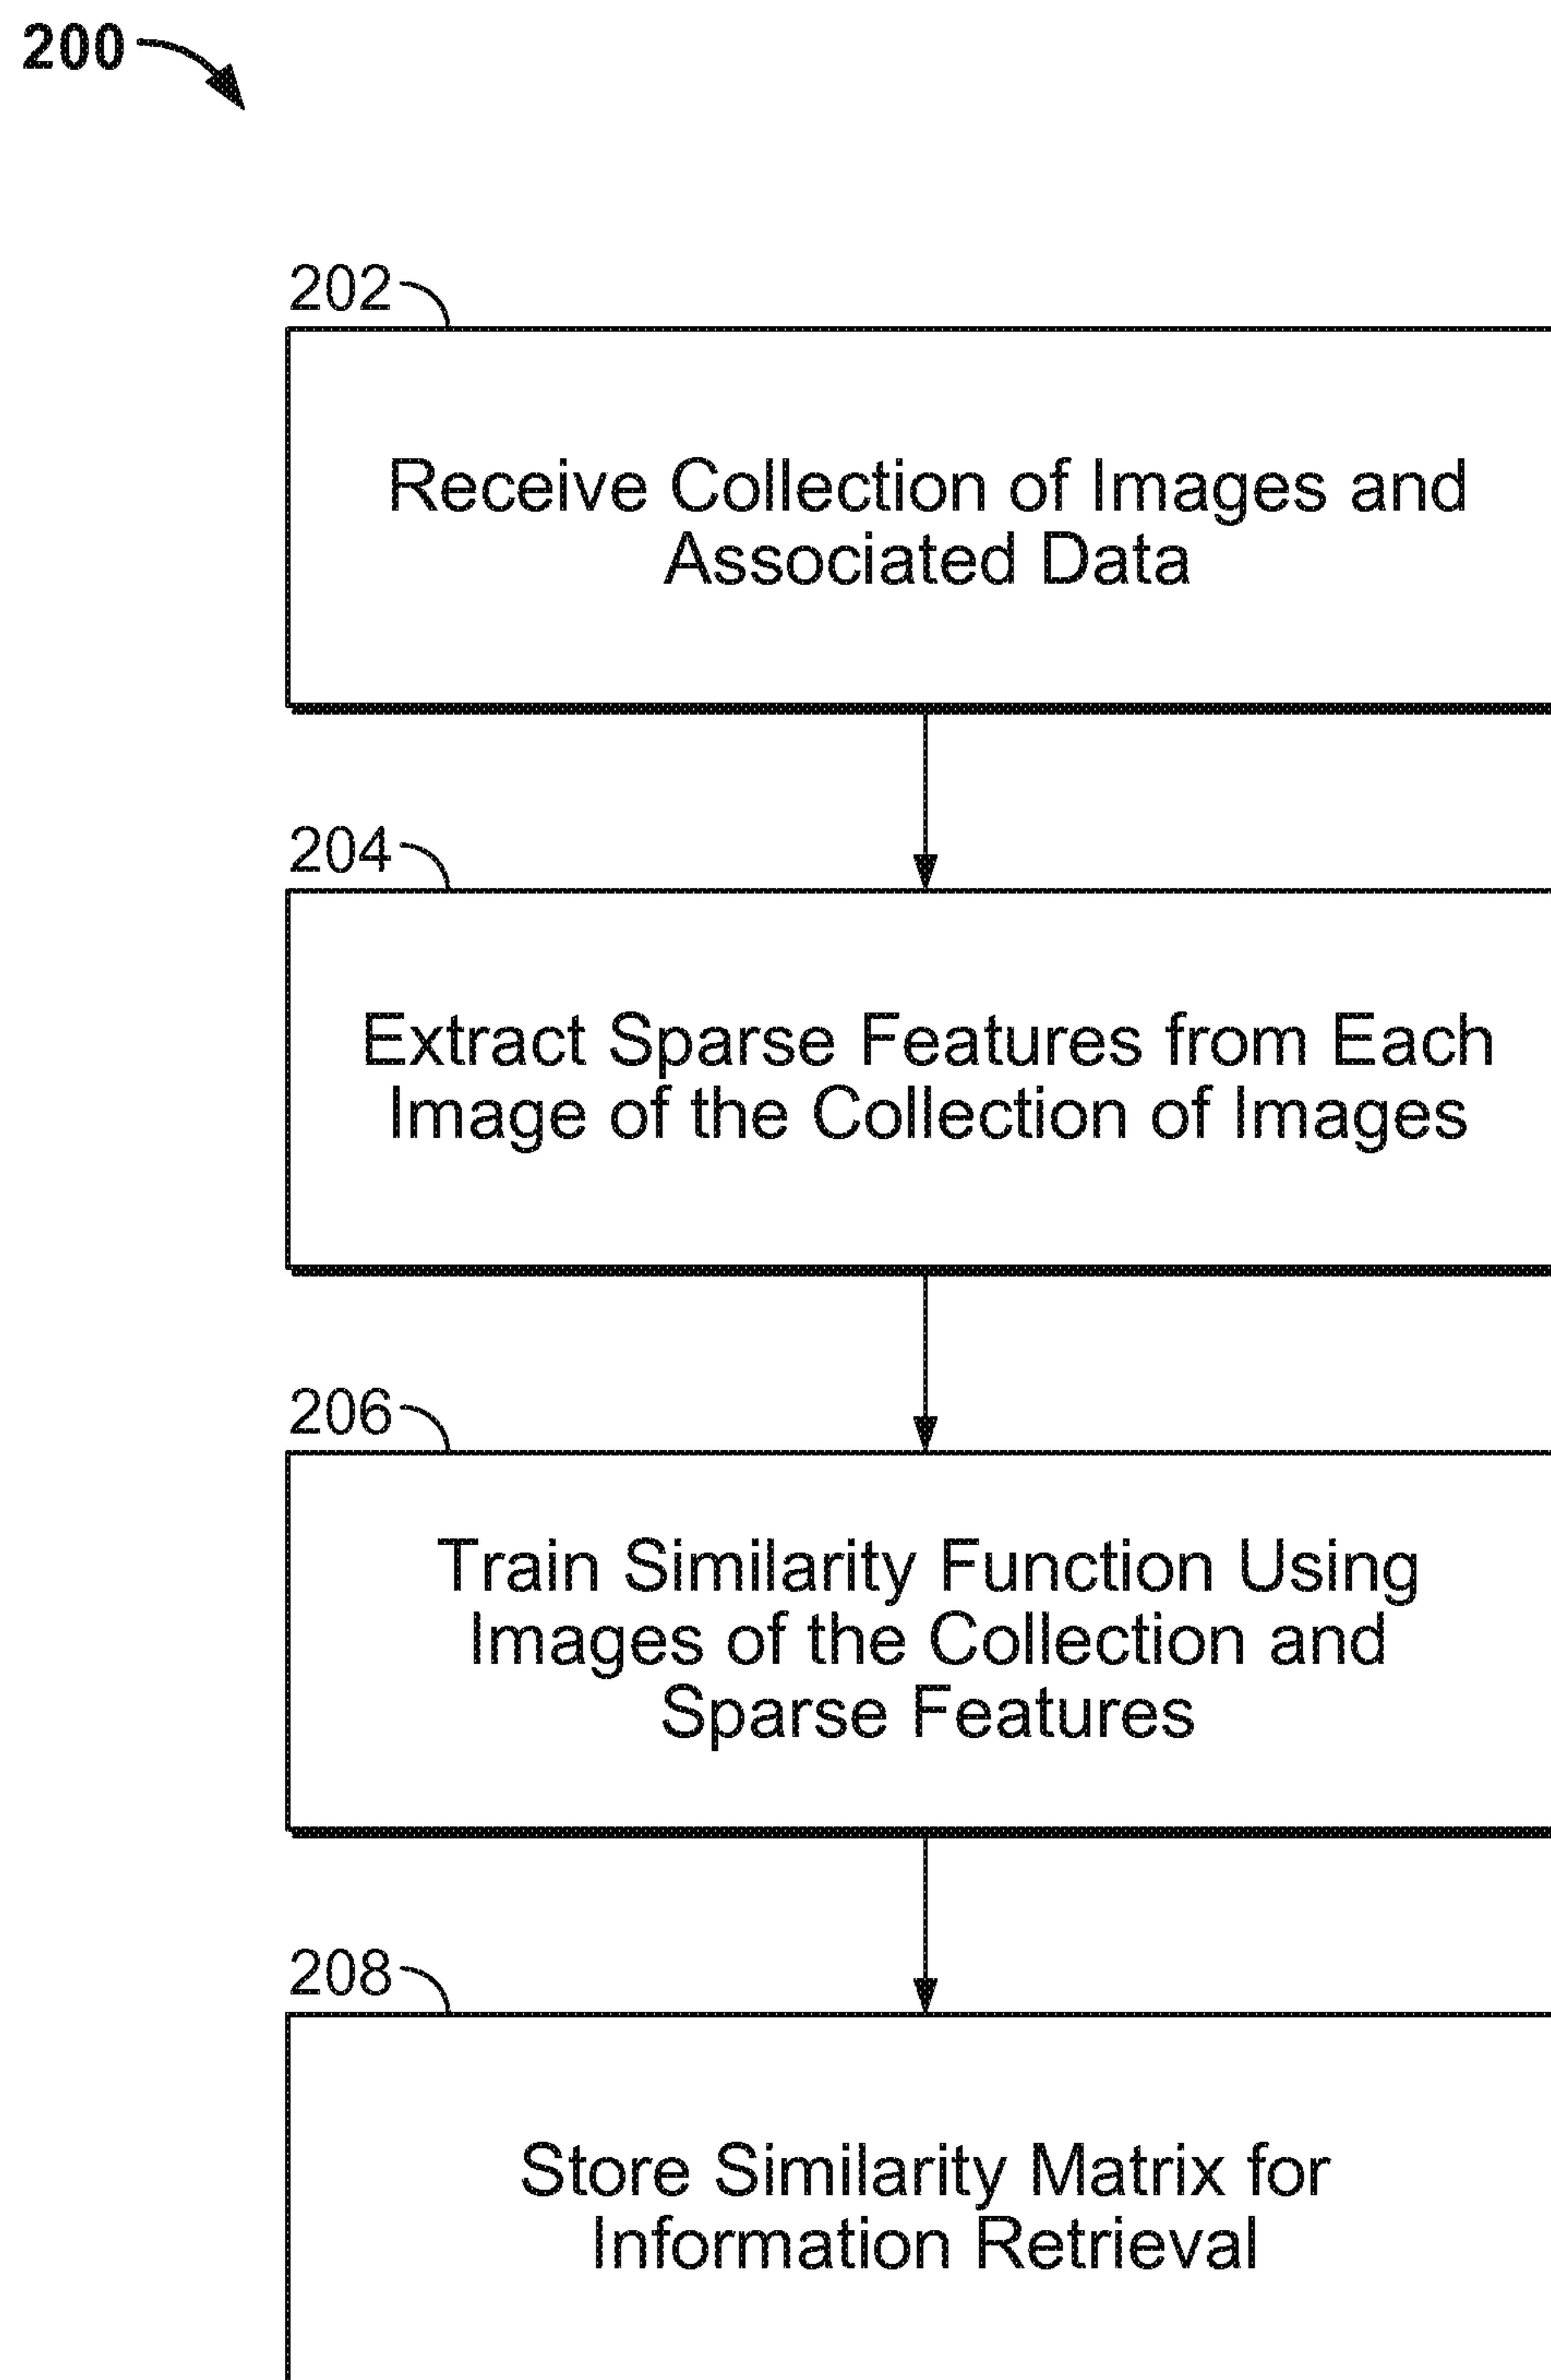 200
202
Receive Collection of Images and
Associated Data
204
Extract Sparse Features from Each
Image of the Collection of Images
206
Train Similarity Function Using
Images of the Collection and
Sparse Features
208
Store Similarity Matrix for
Information Retrieval